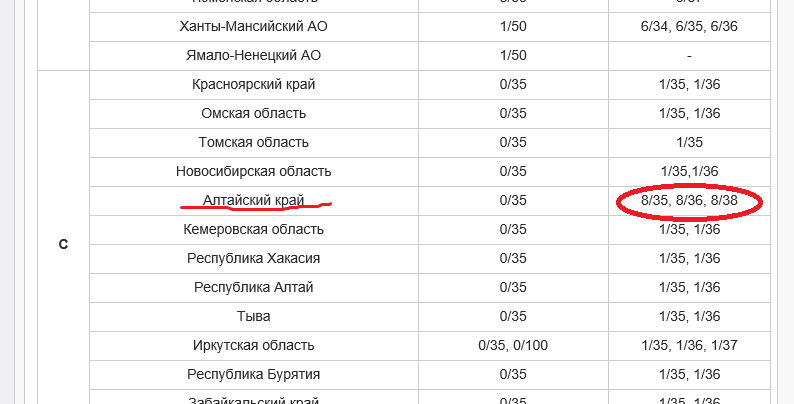 Ханты-Мансийский АО 1/50 6/34, 6/35, 6/36
Ямало-Ненецкий АО 1/50 -
Красноярский край 0/35 1/35, 1/36
Омская область 0/35 1/35, 1/36
Томская область 0/35 1/35
Новосибирская область 0/35 1/35,1/36
Алтайский край 0/35 8/35, 8/36, 8/38
С
Кемеровская область 0/35 1/35, 1/36
Республика Хакасия 0/35 1/35, 1/36
Республика Алтай 0/35 1/35, 1/36
Тыва 0/35 1/35, 1/36
Иркутская область 0/35, 0/100 1/35, 1/36, 1/37
Республика Бурятия 0/35 1/35, 1/36
Забайкальский край 0/35 1/35, 1/36